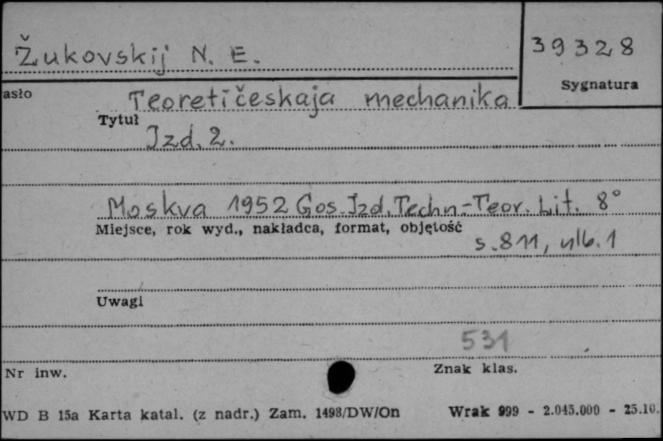 Žukovskij N. E.
39328
Sygnatura
asło
Teoretičeskaja mechanika
Tytuł
Izd. 2.
Moskva 1952 Gos. Izd. Techn.-Teor. Lit. 8°
Miejsce, rok wyd., nakładca, format, objętość
s. 811, nlb. 1
Uwagi
531
Nr inw.
Znak klas.
WD B 15a Karta katal. (z nadr.) Zam. 1498/DW/On Wrak 999 - 2.045.000 - 25.10.